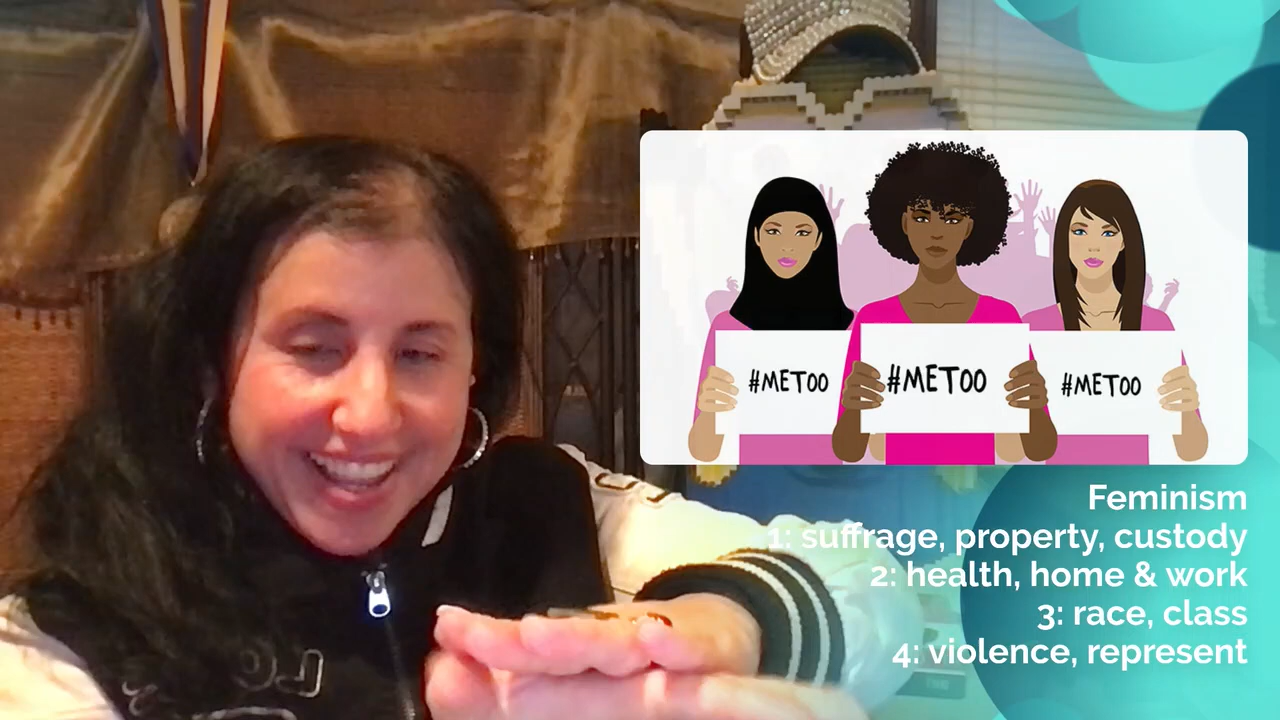 #METOO
#METOO
#METOO
Feminism
1: suffrage, property, custody
2: health, home & work
3: race, class
4: violence, represent